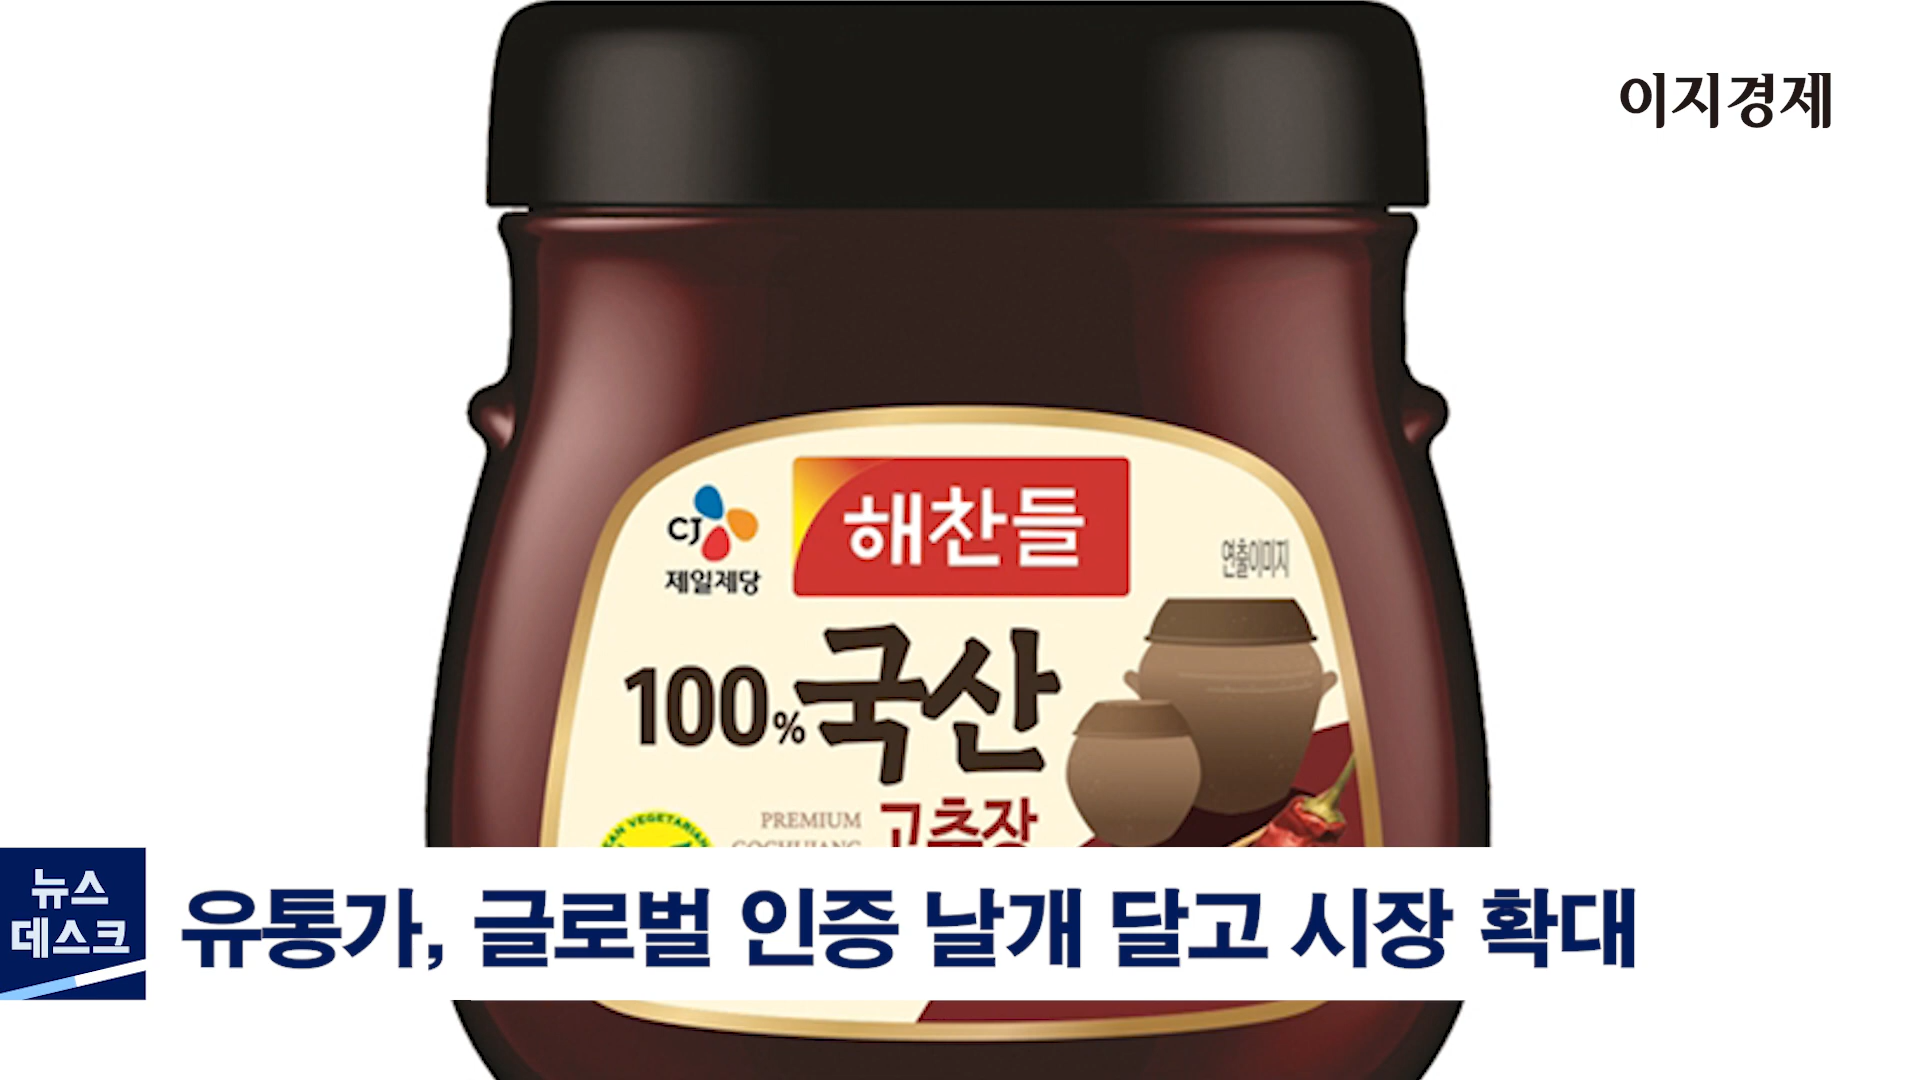 이지경제
CJ
제일제당
해찬들
연출이미지
100%국산
PREMIUM
고추장
뉴스
데스크
유통가, 글로벌 인증 날개 달고 시장 확대